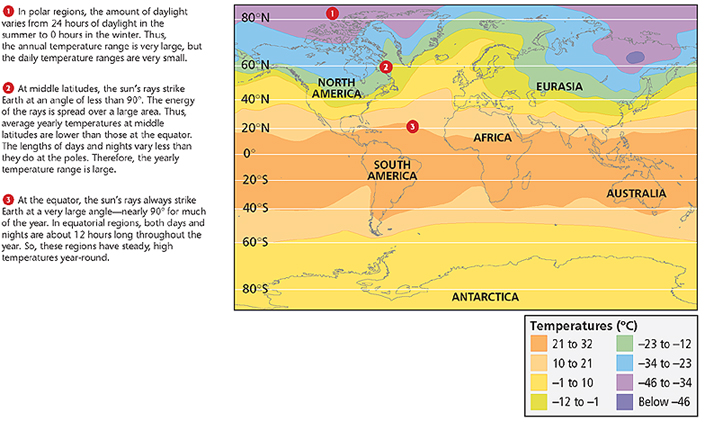 1 In polar regions, the amount of daylight
varies from 24 hours of daylight in the
summer to 0 hours in the winter. Thus,
the annual temperature range is very large, but
the daily temperature ranges are very small.
2 At middle latitudes, the sun's rays strike
Earth at an angle of less than 90°. The energy
of the rays is spread over a large area. Thus,
average yearly temperatures at middle
latitudes are lower than those at the equator.
The lengths of days and nights vary less than
they do at the poles. Therefore, the yearly
temperature range is large.
3 At the equator, the sun's rays always strike
Earth at a very large angle—nearly 90° for much
of the year. In equatorial regions, both days and
nights are about 12 hours long throughout the
year. So, these regions have steady, high
temperatures year-round.
1
80°N
2
60°N
NORTH
AMERICA
EURASIA
40°N
3
20°N
AFRICA
0°
SOUTH
AMERICA
20°S
AUSTRALIA
40°S
60°S
80°S
ANTARCTICA
Temperatures (°C)
21 to 32
–23 to –12
10 to 21
–34 to –23
–1 to 10
–46 to –34
–12 to –1
Below –46